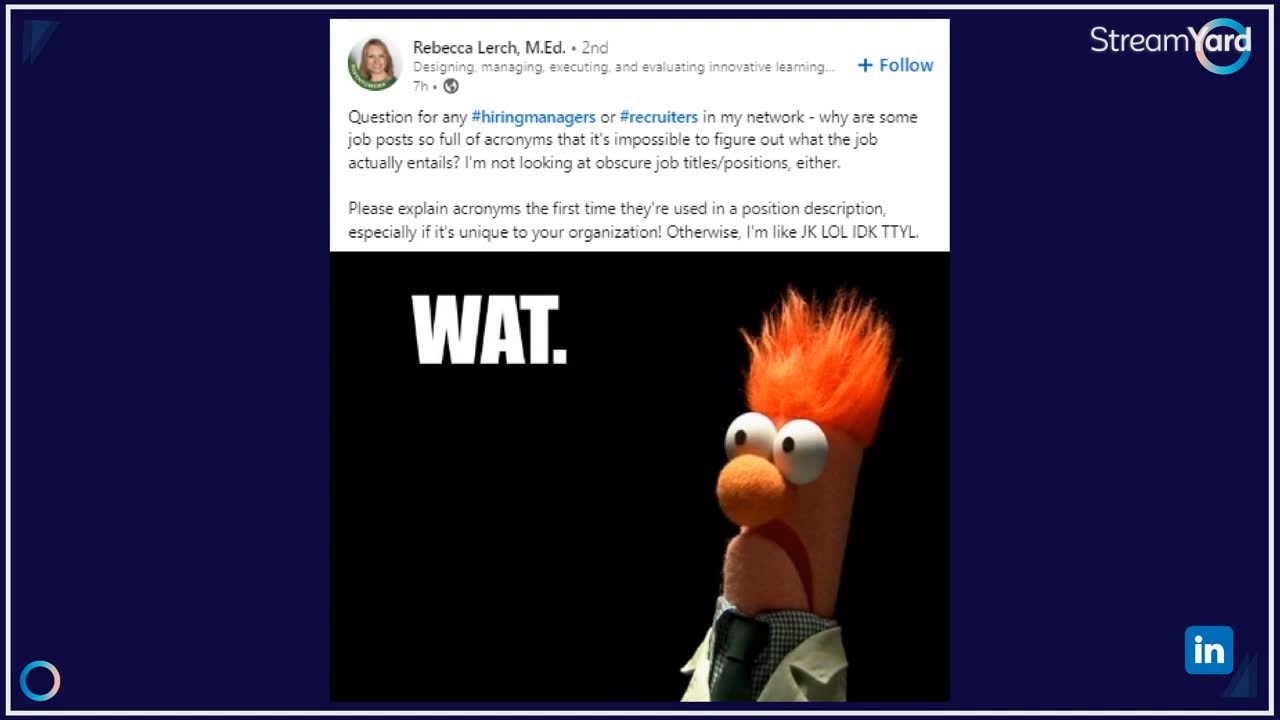 StreamYard
Rebecca Lerch, M.Ed. • 2nd
Designing, managing, executing, and evaluating innovative learning...
+ Follow
7h •
Question for any #hiringmanagers or #recruiters in my network - why are some
job posts so full of acronyms that it's impossible to figure out what the job
actually entails? I'm not looking at obscure job titles/positions, either.
Please explain acronyms the first time they're used in a position description,
especially if it's unique to your organization! Otherwise, I'm like JK LOL IDK TTYL.
WAT.
in